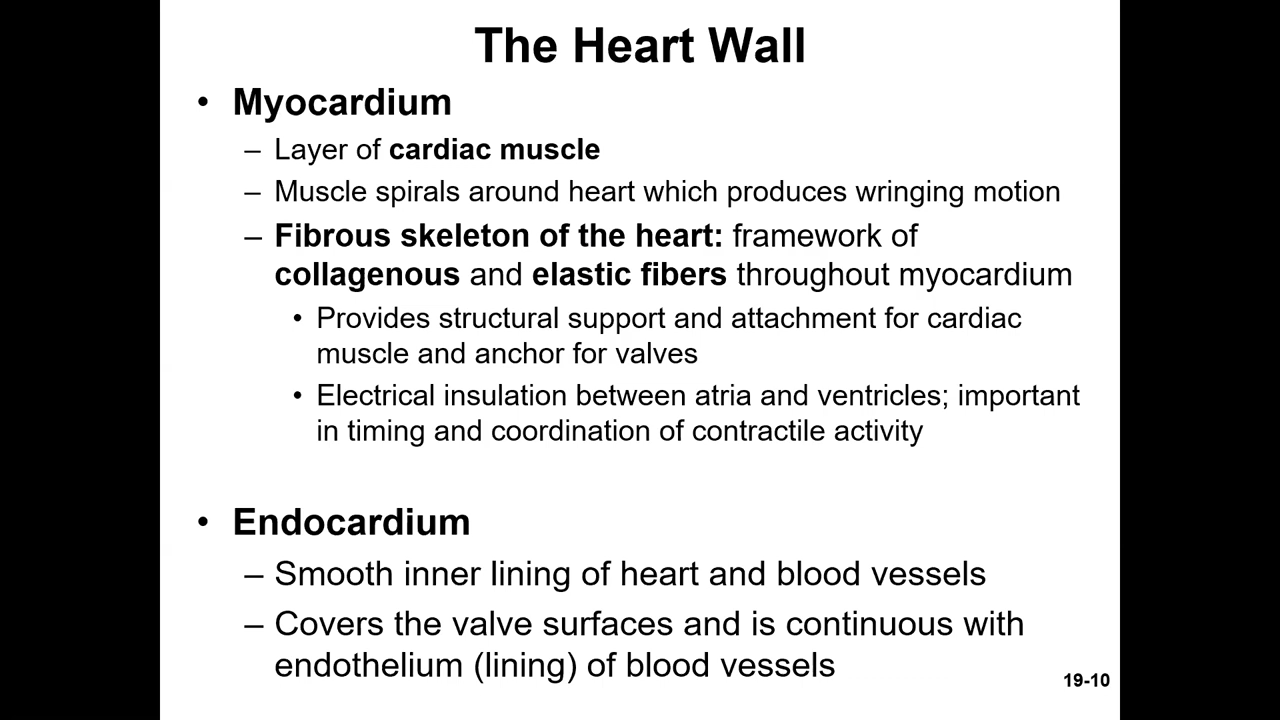 The Heart Wall
• Myocardium
– Layer of cardiac muscle
– Muscle spirals around heart which produces wringing motion
– Fibrous skeleton of the heart: framework of
collagenous and elastic fibers throughout myocardium
• Provides structural support and attachment for cardiac
muscle and anchor for valves
• Electrical insulation between atria and ventricles; important
in timing and coordination of contractile activity
• Endocardium
– Smooth inner lining of heart and blood vessels
– Covers the valve surfaces and is continuous with
endothelium (lining) of blood vessels
19-10